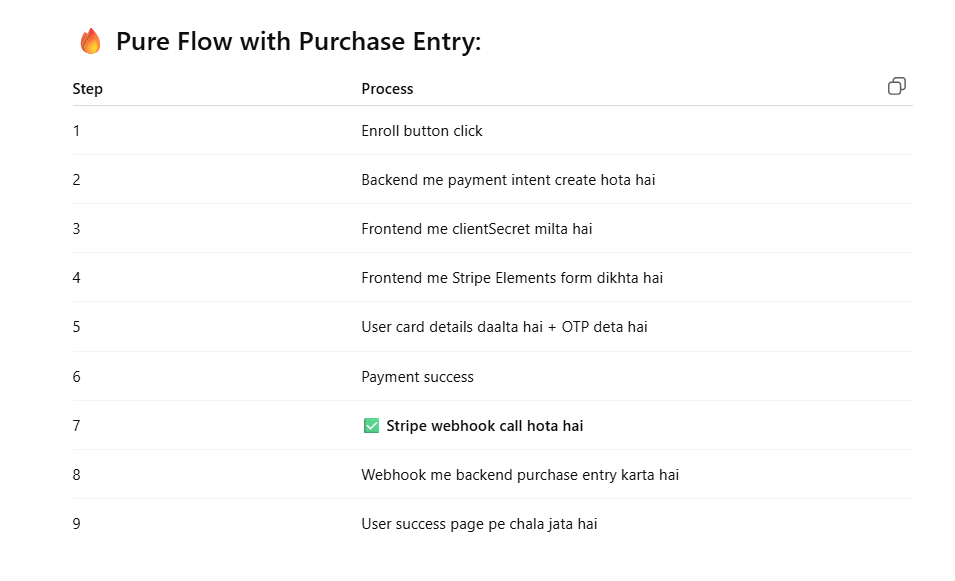 🔥 Pure Flow with Purchase Entry:
Step Process
1 Enroll button click
2 Backend me payment intent create hota hai
3 Frontend me clientSecret milta hai
4 Frontend me Stripe Elements form dikhta hai
5 User card details daalta hai + OTP deta hai
6 Payment success
7 ✅ Stripe webhook call hota hai
8 Webhook me backend purchase entry karta hai
9 User success page pe chala jata hai